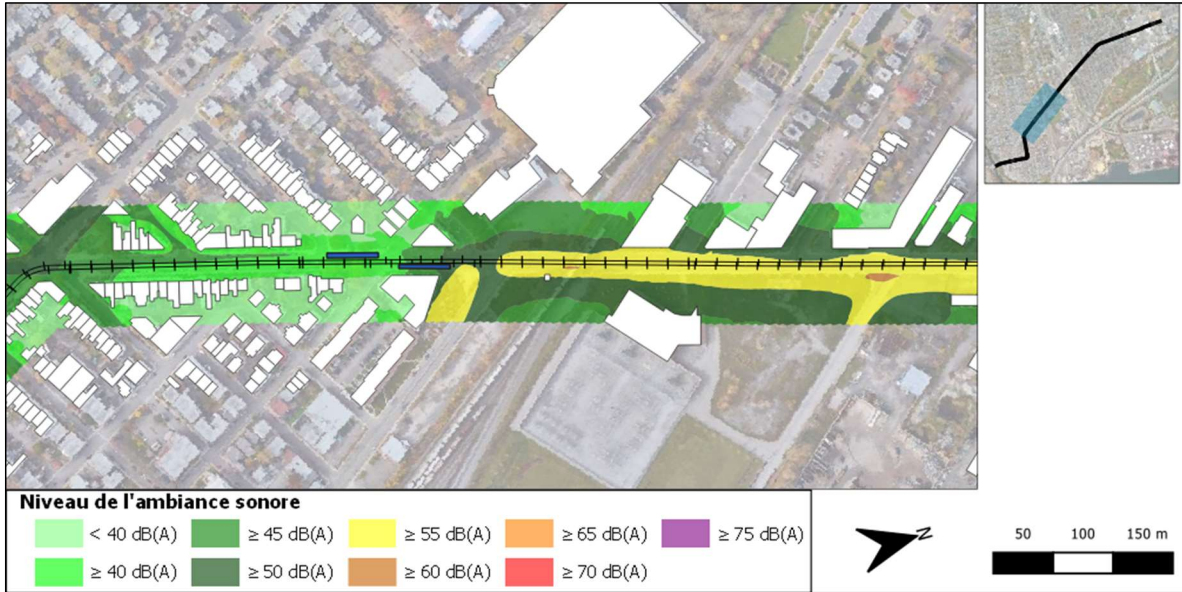 Niveau de l'ambiance sonore
< 40 dB(A) ≥ 45 dB(A) ≥ 55 dB(A) ≥ 65 dB(A) ≥ 75 dB(A)
≥ 40 dB(A) ≥ 50 dB(A) ≥ 60 dB(A) ≥ 70 dB(A)
N
50 100 150 m